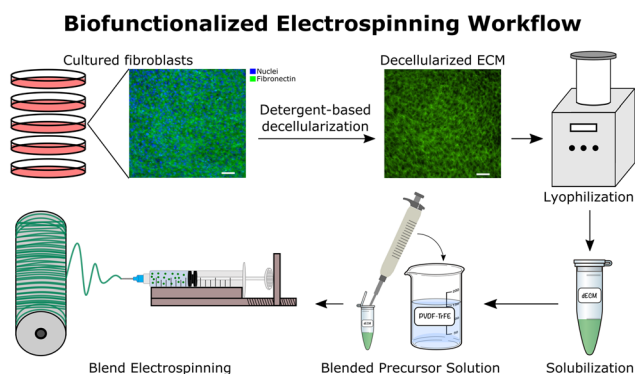 Biofunctionalized Electrospinning Workflow
Cultured fibroblasts
Nuclei
Fibronectin
Decellularized ECM
Detergent-based
decellularization
Lyophilization
dECM
PVDF-TrFE
Blend Electrospinning
Blended Precursor Solution
Solubilization